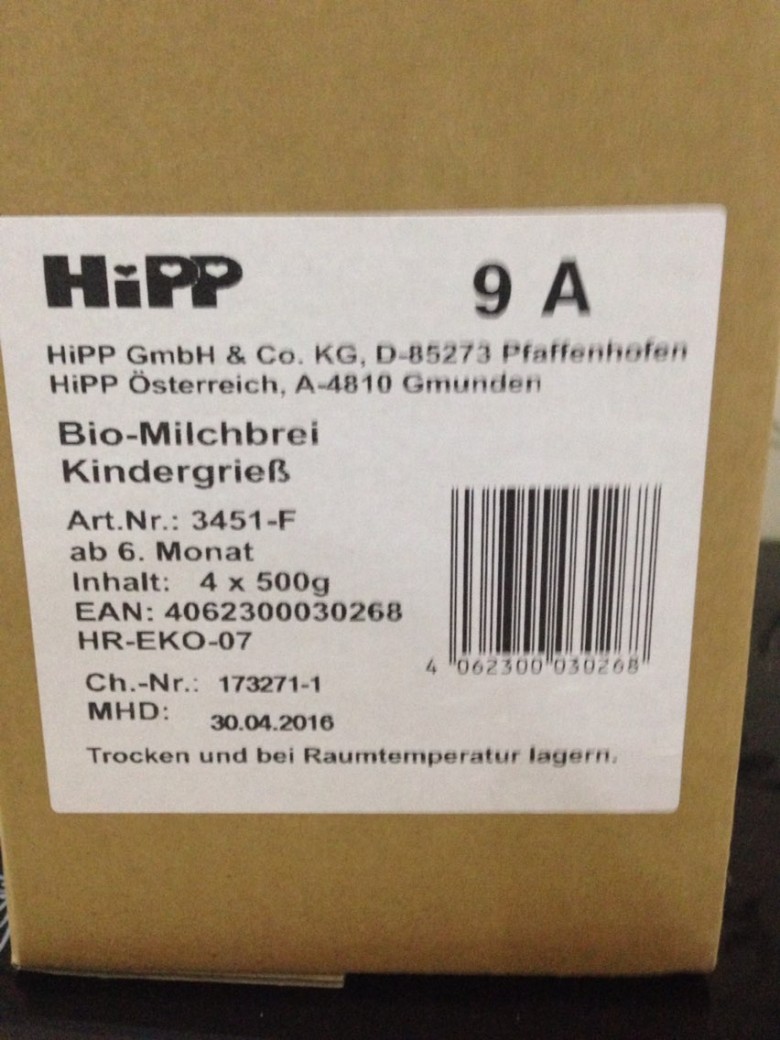 HiPP 9 A
HiPP GmbH & Co. KG, D-85273 Pfaffenhofen
HiPP Österreich, A-4810 Gmunden
Bio-Milchbrei
Kindergrieß
Art.Nr.: 3451-F
ab 6. Monat
Inhalt: 4 x 500g
EAN: 4062300030268
HR-EKO-07
4 062300 030268
Ch.-Nr.: 173271-1
MHD: 30.04.2016
Trocken und bei Raumtemperatur lagern.